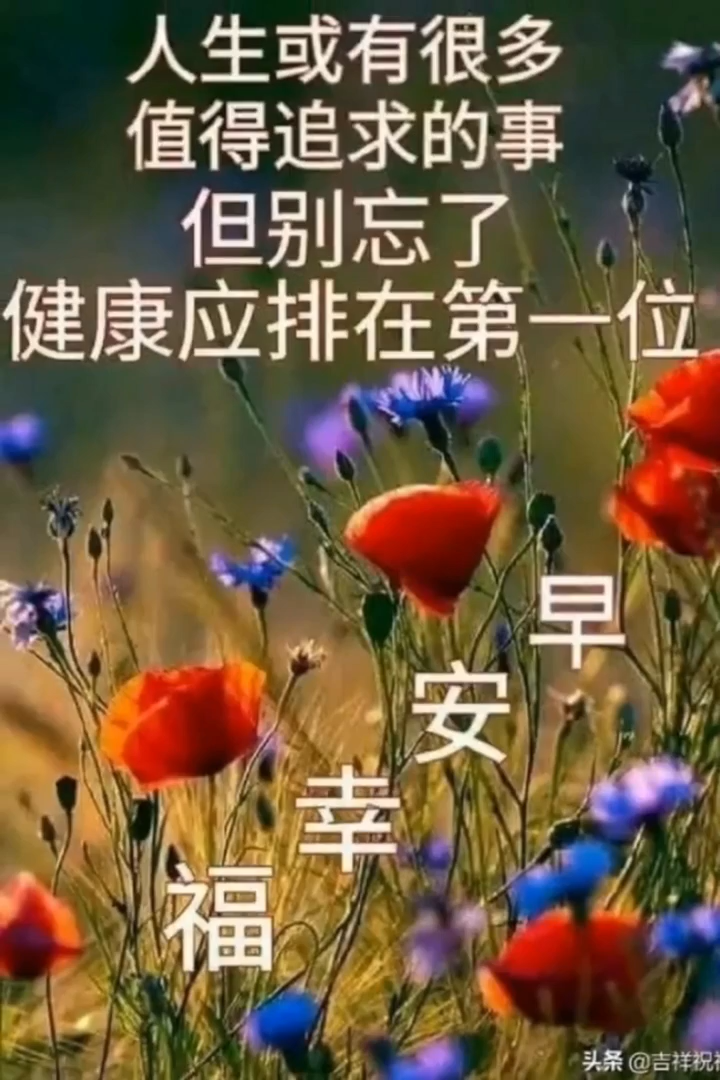 人生或有很多
值得追求的事
但别忘了
健康应排在第一位
早安幸福
头条 @吉祥祝